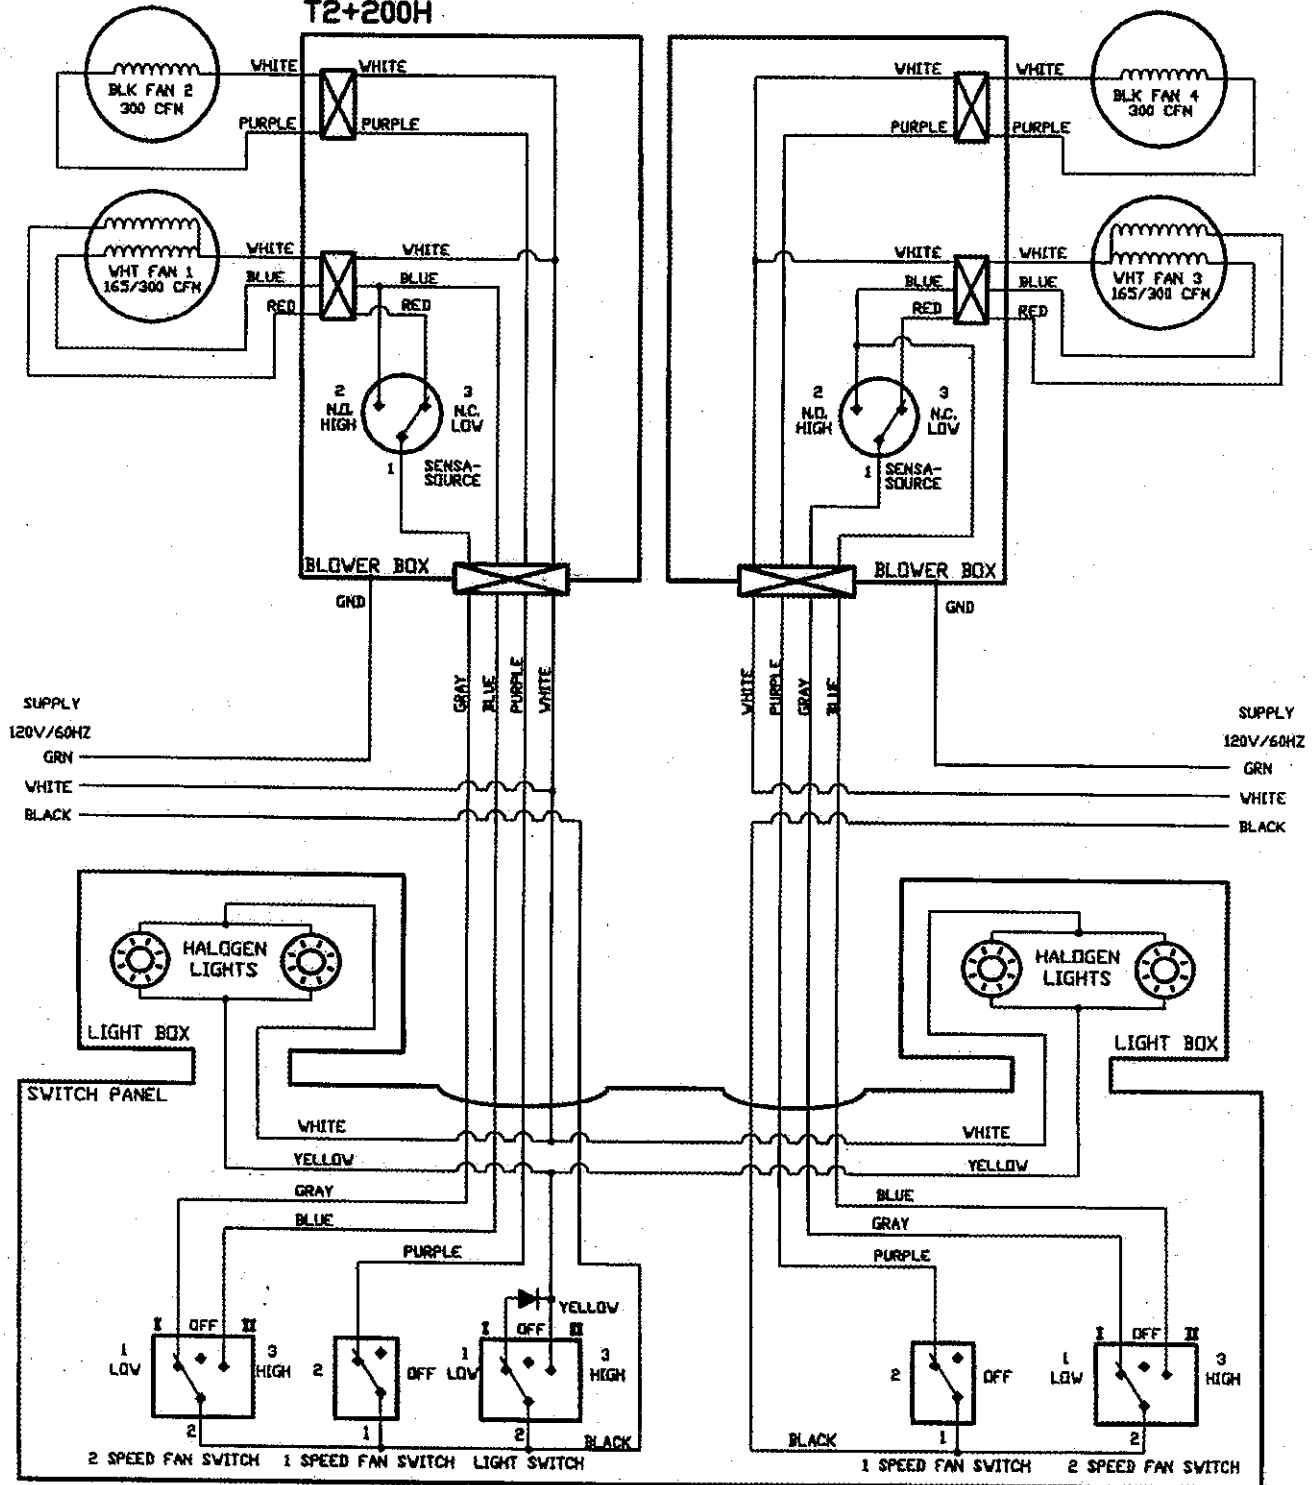 T2+200H
BLK FAN 2
300 CFM
WHITE
WHITE
PURPLE
PURPLE
WHITE
WHITE
PURPLE
PURPLE
BLK FAN 4
300 CFM
WHT FAN 1
165/300 CFM
WHITE
WHITE
BLUE
BLUE
RED
RED
WHITE
WHITE
BLUE
BLUE
RED
RED
WHT FAN 3
165/300 CFM
2
N.O.
HIGH
3
N.C.
LOW
1
SENSA-
SOURCE
2
N.O.
HIGH
3
N.C.
LOW
1
SENSA-
SOURCE
BLOWER BOX
BLOWER BOX
GND
GND
GRAY
BLUE
PURPLE
WHITE
WHITE
PURPLE
GRAY
BLUE
SUPPLY
120V/60HZ
GRN
WHITE
BLACK
SUPPLY
120V/60HZ
GRN
WHITE
BLACK
HALOGEN
LIGHTS
LIGHT BOX
HALOGEN
LIGHTS
LIGHT BOX
SWITCH PANEL
WHITE
WHITE
YELLOW
YELLOW
GRAY
BLUE
BLUE
GRAY
PURPLE
PURPLE
YELLOW
I OFF II
1
LOW
3
HIGH
2
2
OFF
1
I OFF II
1
LOW
3
HIGH
2
BLACK
2
OFF
1
I OFF II
1
LOW
3
HIGH
2
BLACK
2 SPEED FAN SWITCH
1 SPEED FAN SWITCH
LIGHT SWITCH
1 SPEED FAN SWITCH
2 SPEED FAN SWITCH